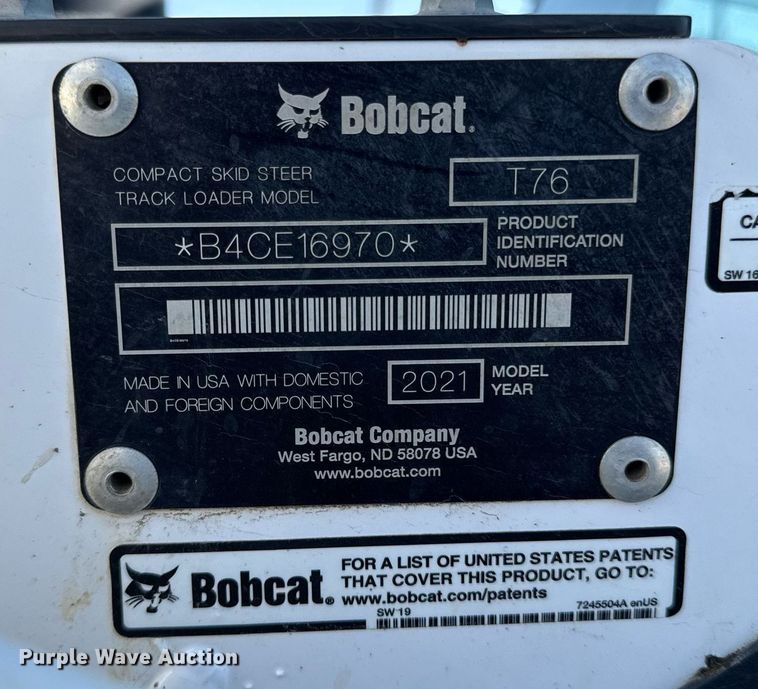 Bobcat.
COMPACT SKID STEER
TRACK LOADER MODEL
T76
*B4CE16970*
PRODUCT
IDENTIFICATION
NUMBER
MADE IN USA WITH DOMESTIC
AND FOREIGN COMPONENTS
2021
MODEL
YEAR
Bobcat Company
West Fargo, ND 58078 USA
www.bobcat.com
CA
SW 16
Bobcat.
FOR A LIST OF UNITED STATES PATENTS
THAT COVER THIS PRODUCT, GO TO:
www.bobcat.com/patents
SW 19
7245504A enUS
Purple Wave Auction